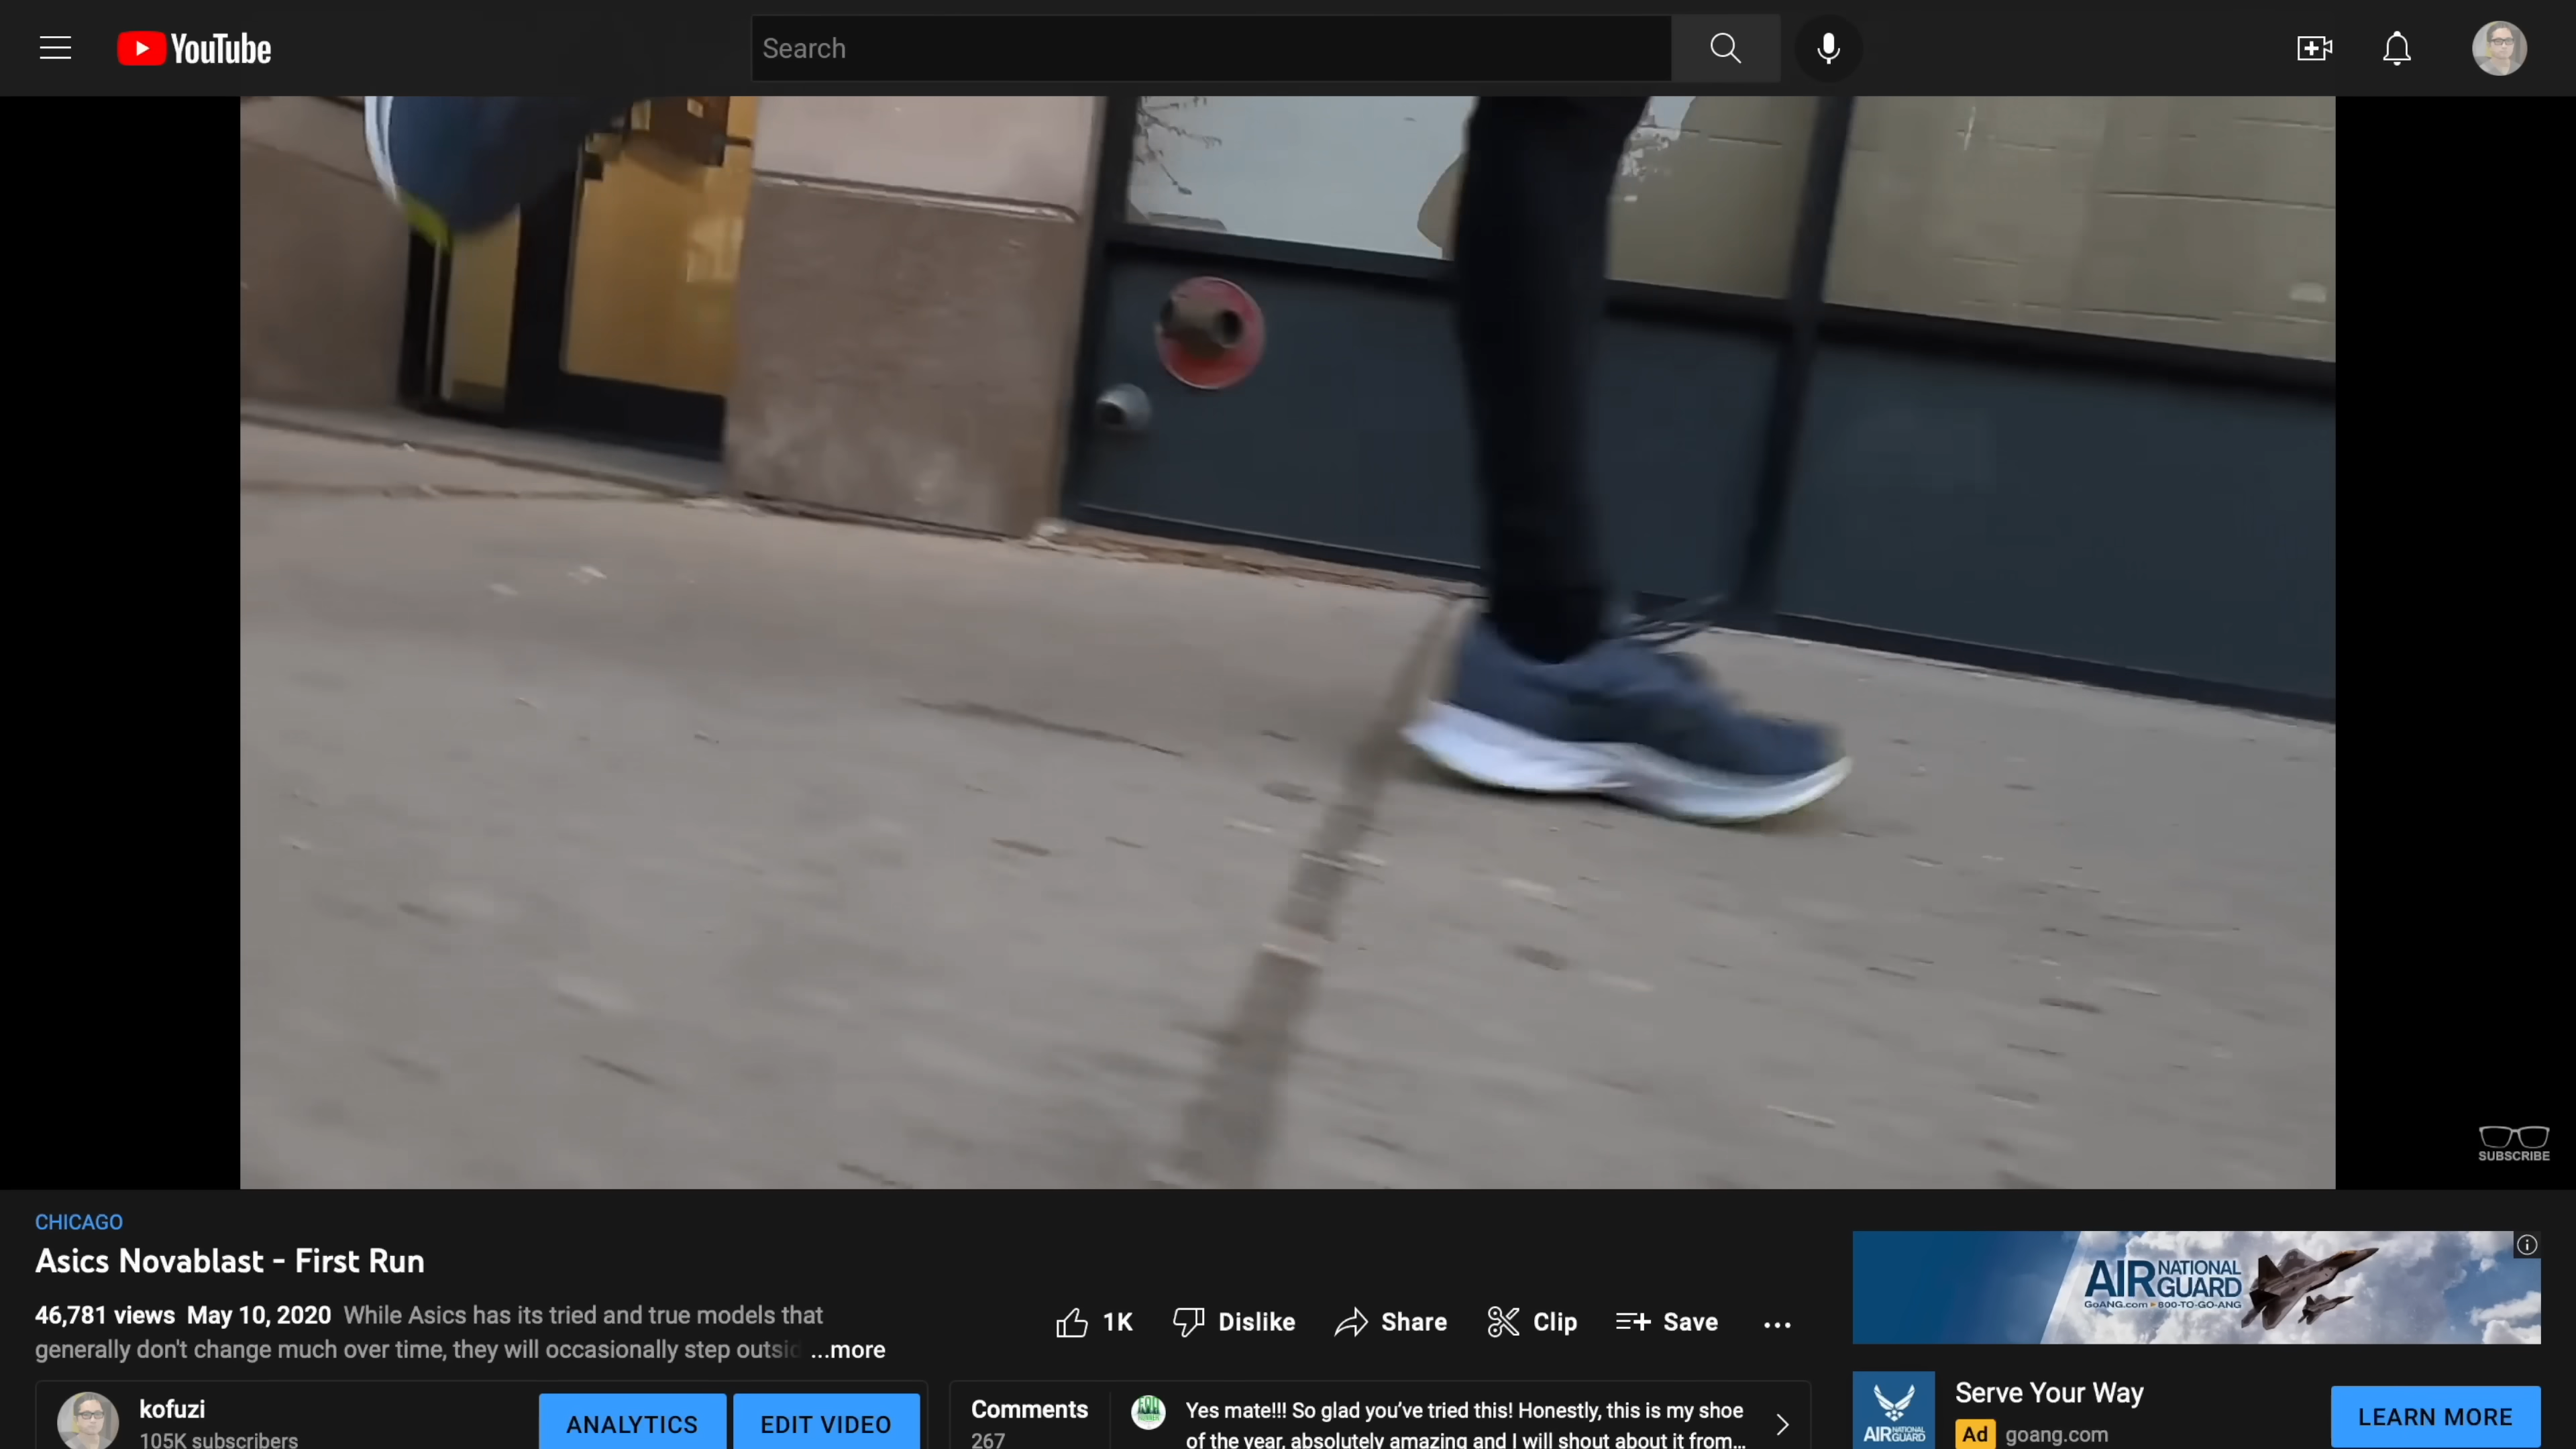 YouTube
Search
SUBSCRIBE
CHICAGO
Asics Novablast - First Run
46,781 views May 10, 2020 While Asics has its tried and true models that
generally don't change much over time, they will occasionally step outsid ...more
1K
Dislike
Share
Clip
Save
AIR NATIONAL GUARD
GoANG.com ▸ 800-TO-GO-ANG
kofuzi
105K subscribers
ANALYTICS
EDIT VIDEO
Comments
267
Yes mate!!! So glad you’ve tried this! Honestly, this is my shoe
of the year, absolutely amazing and I will shout about it from...
AIR NATIONAL GUARD
Serve Your Way
Ad goang.com
LEARN MORE